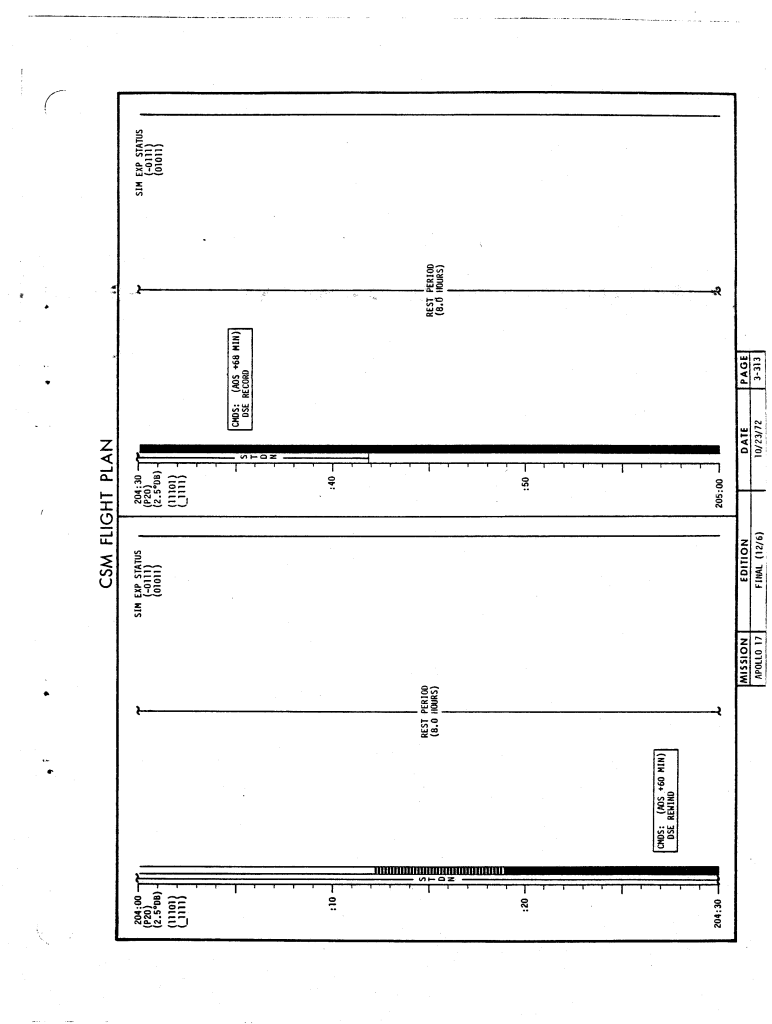 CSM FLIGHT PLAN
204:00
(P20)
(2.5°DB)
(11101)
(_1111)
:10
:20
204:30
STDN
CMDS: (AOS +60 MIN)
DSE REWIND
REST PERIOD
(8.0 HOURS)
SIM EXP STATUS
(-0111)
(01011)
204:30
(P20)
(2.5°DB)
(11101)
(_1111)
:40
:50
205:00
STDN
CMDS: (AOS +68 MIN)
DSE RECORD
REST PERIOD
(8.0 HOURS)
SIM EXP STATUS
(-0111)
(01011)
MISSION EDITION DATE PAGE
APOLLO 17 FINAL (12/6) 10/23/72 3-313